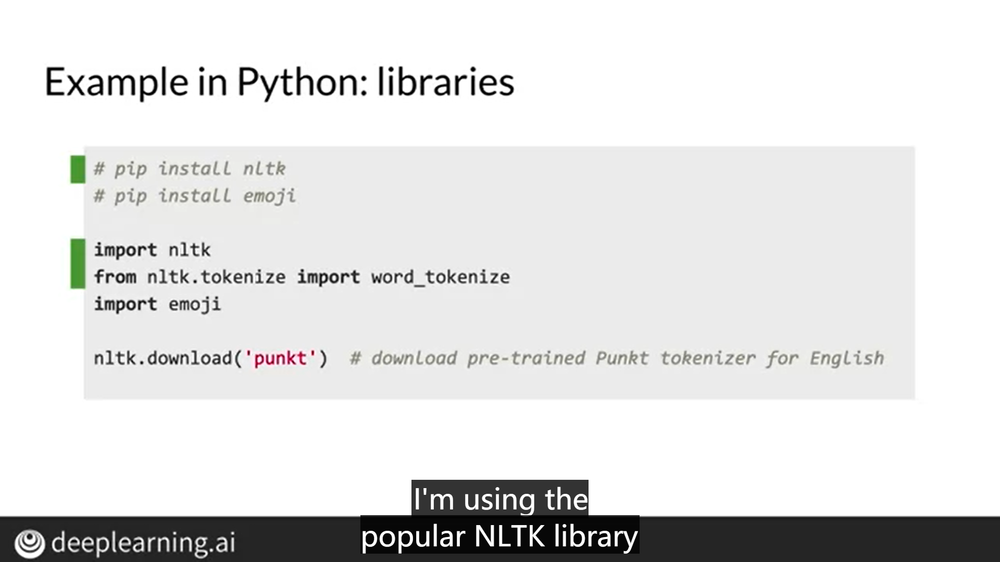 Example in Python: libraries
# pip install nltk
# pip install emoji
import nltk
from nltk.tokenize import word_tokenize
import emoji
nltk.download('punkt')  # download pre-trained Punkt tokenizer for English
I'm using the
popular NLTK library
deeplearning.ai